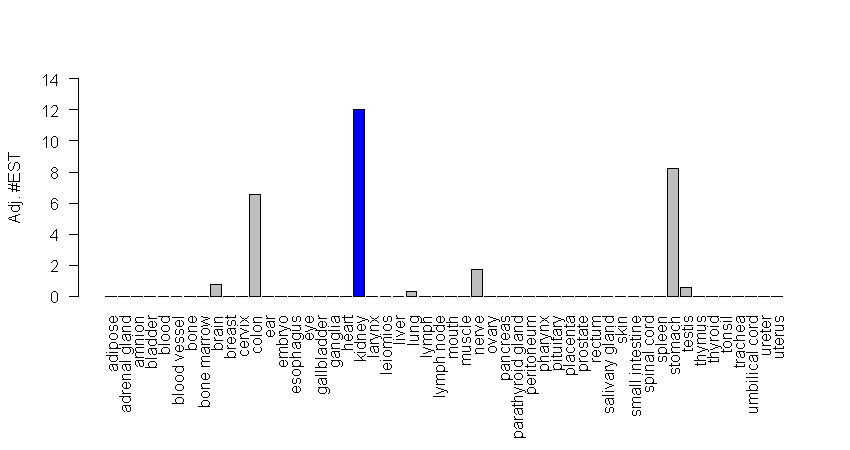 14
12
10
8
6
4
2
0
Adj. #EST
adipose
adrenal gland
amnion
bladder
blood
blood vessel
bone
bone marrow
brain
breast
cervix
colon
ear
embryo
esophagus
eye
gallbladder
ganglia
heart
kidney
larynx
leiomios
liver
lung
lymph
lymph node
mouth
muscle
nerve
ovary
pancreas
parathyroid gland
peritoneum
pharynx
pituitary
placenta
prostate
rectum
salivary gland
skin
small intestine
spinal cord
spleen
stomach
testis
thymus
thyroid
tonsil
trachea
umbilical cord
ureter
uterus